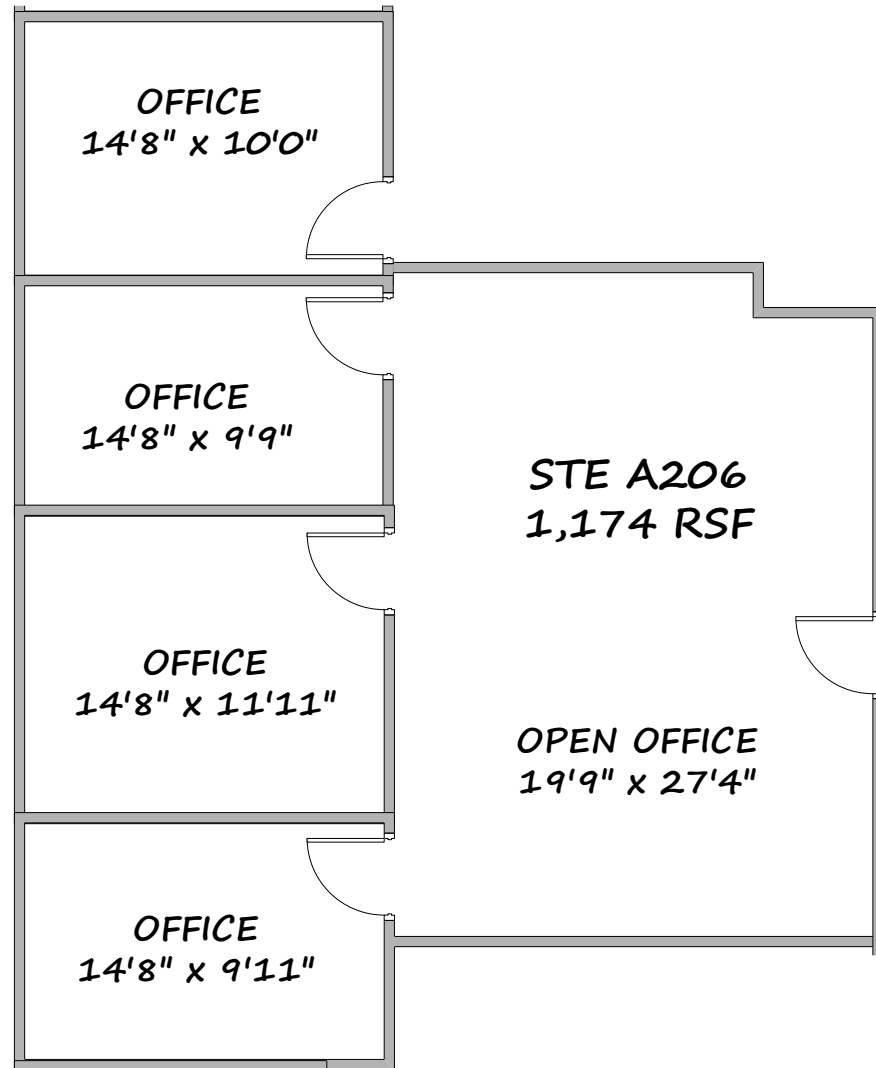 OFFICE
14'8" x 10'0"
OFFICE
14'8" x 9'9"
STE A206
1,174 RSF
OFFICE
14'8" x 11'11"
OPEN OFFICE
19'9" x 27'4"
OFFICE
14'8" x 9'11"